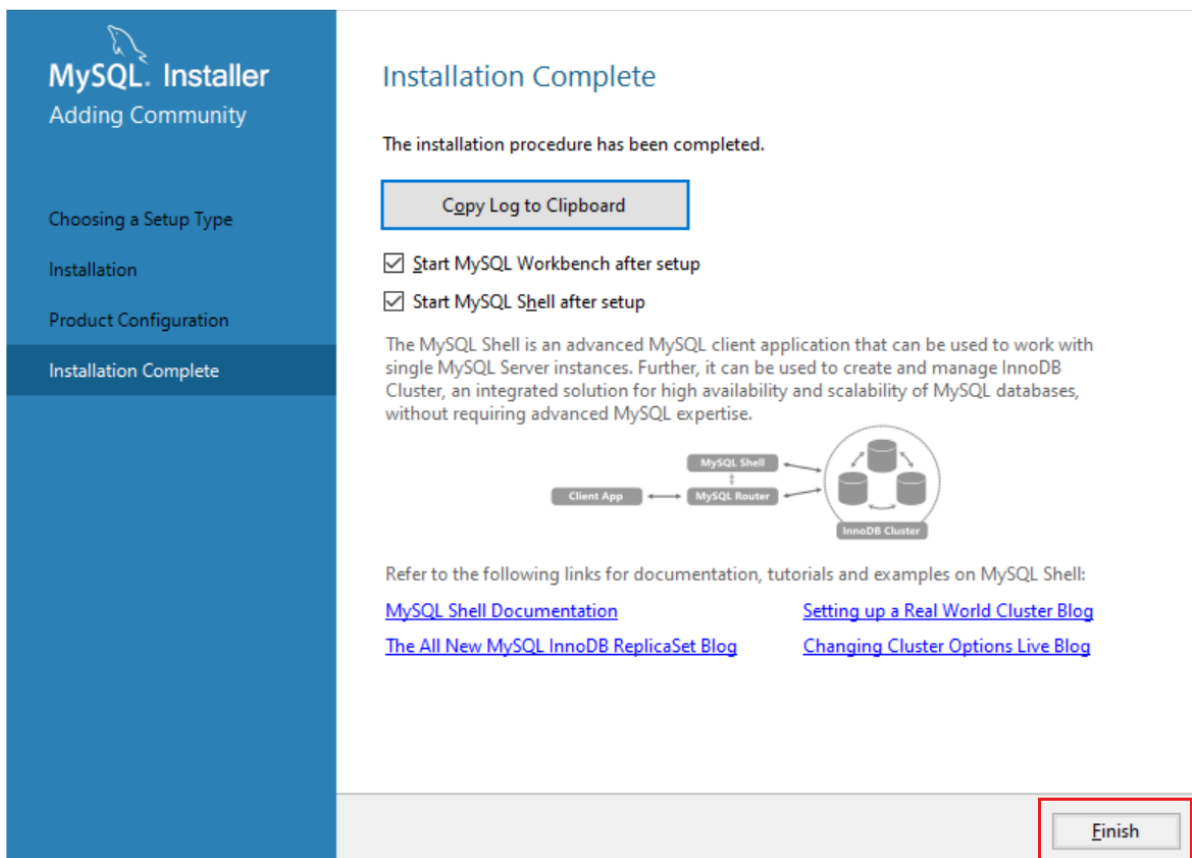 MySQL. Installer
Adding Community
Choosing a Setup Type
Installation
Product Configuration
Installation Complete
Installation Complete
The installation procedure has been completed.
Copy Log to Clipboard
Start MySQL Workbench after setup
Start MySQL Shell after setup
The MySQL Shell is an advanced MySQL client application that can be used to work with
single MySQL Server instances. Further, it can be used to create and manage InnoDB
Cluster, an integrated solution for high availability and scalability of MySQL databases,
without requiring advanced MySQL expertise.
MySQL Shell
Client App
MySQL Router
InnoDB Cluster
Refer to the following links for documentation, tutorials and examples on MySQL Shell:
MySQL Shell Documentation
Setting up a Real World Cluster Blog
The All New MySQL InnoDB ReplicaSet Blog
Changing Cluster Options Live Blog
Finish